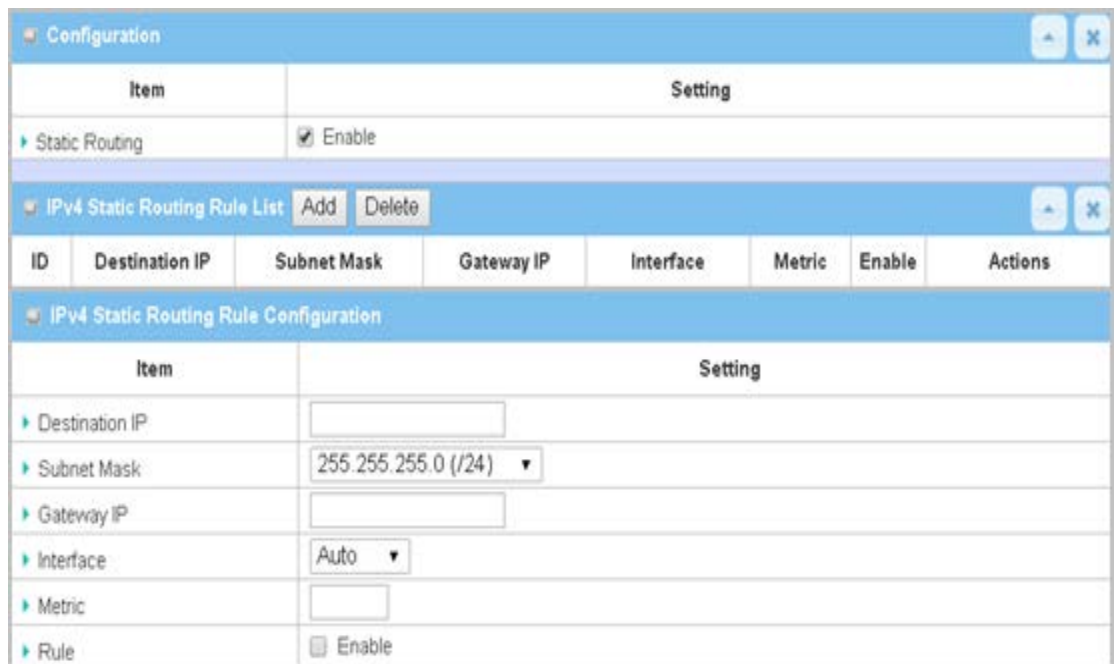 Configuration
Item Setting
Static Routing Enable
IPv4 Static Routing Rule List Add Delete
ID Destination IP Subnet Mask Gateway IP Interface Metric Enable Actions
IPv4 Static Routing Rule Configuration
Item Setting
Destination IP
Subnet Mask 255.255.255.0 (/24)
Gateway IP
Interface Auto
Metric
Rule Enable